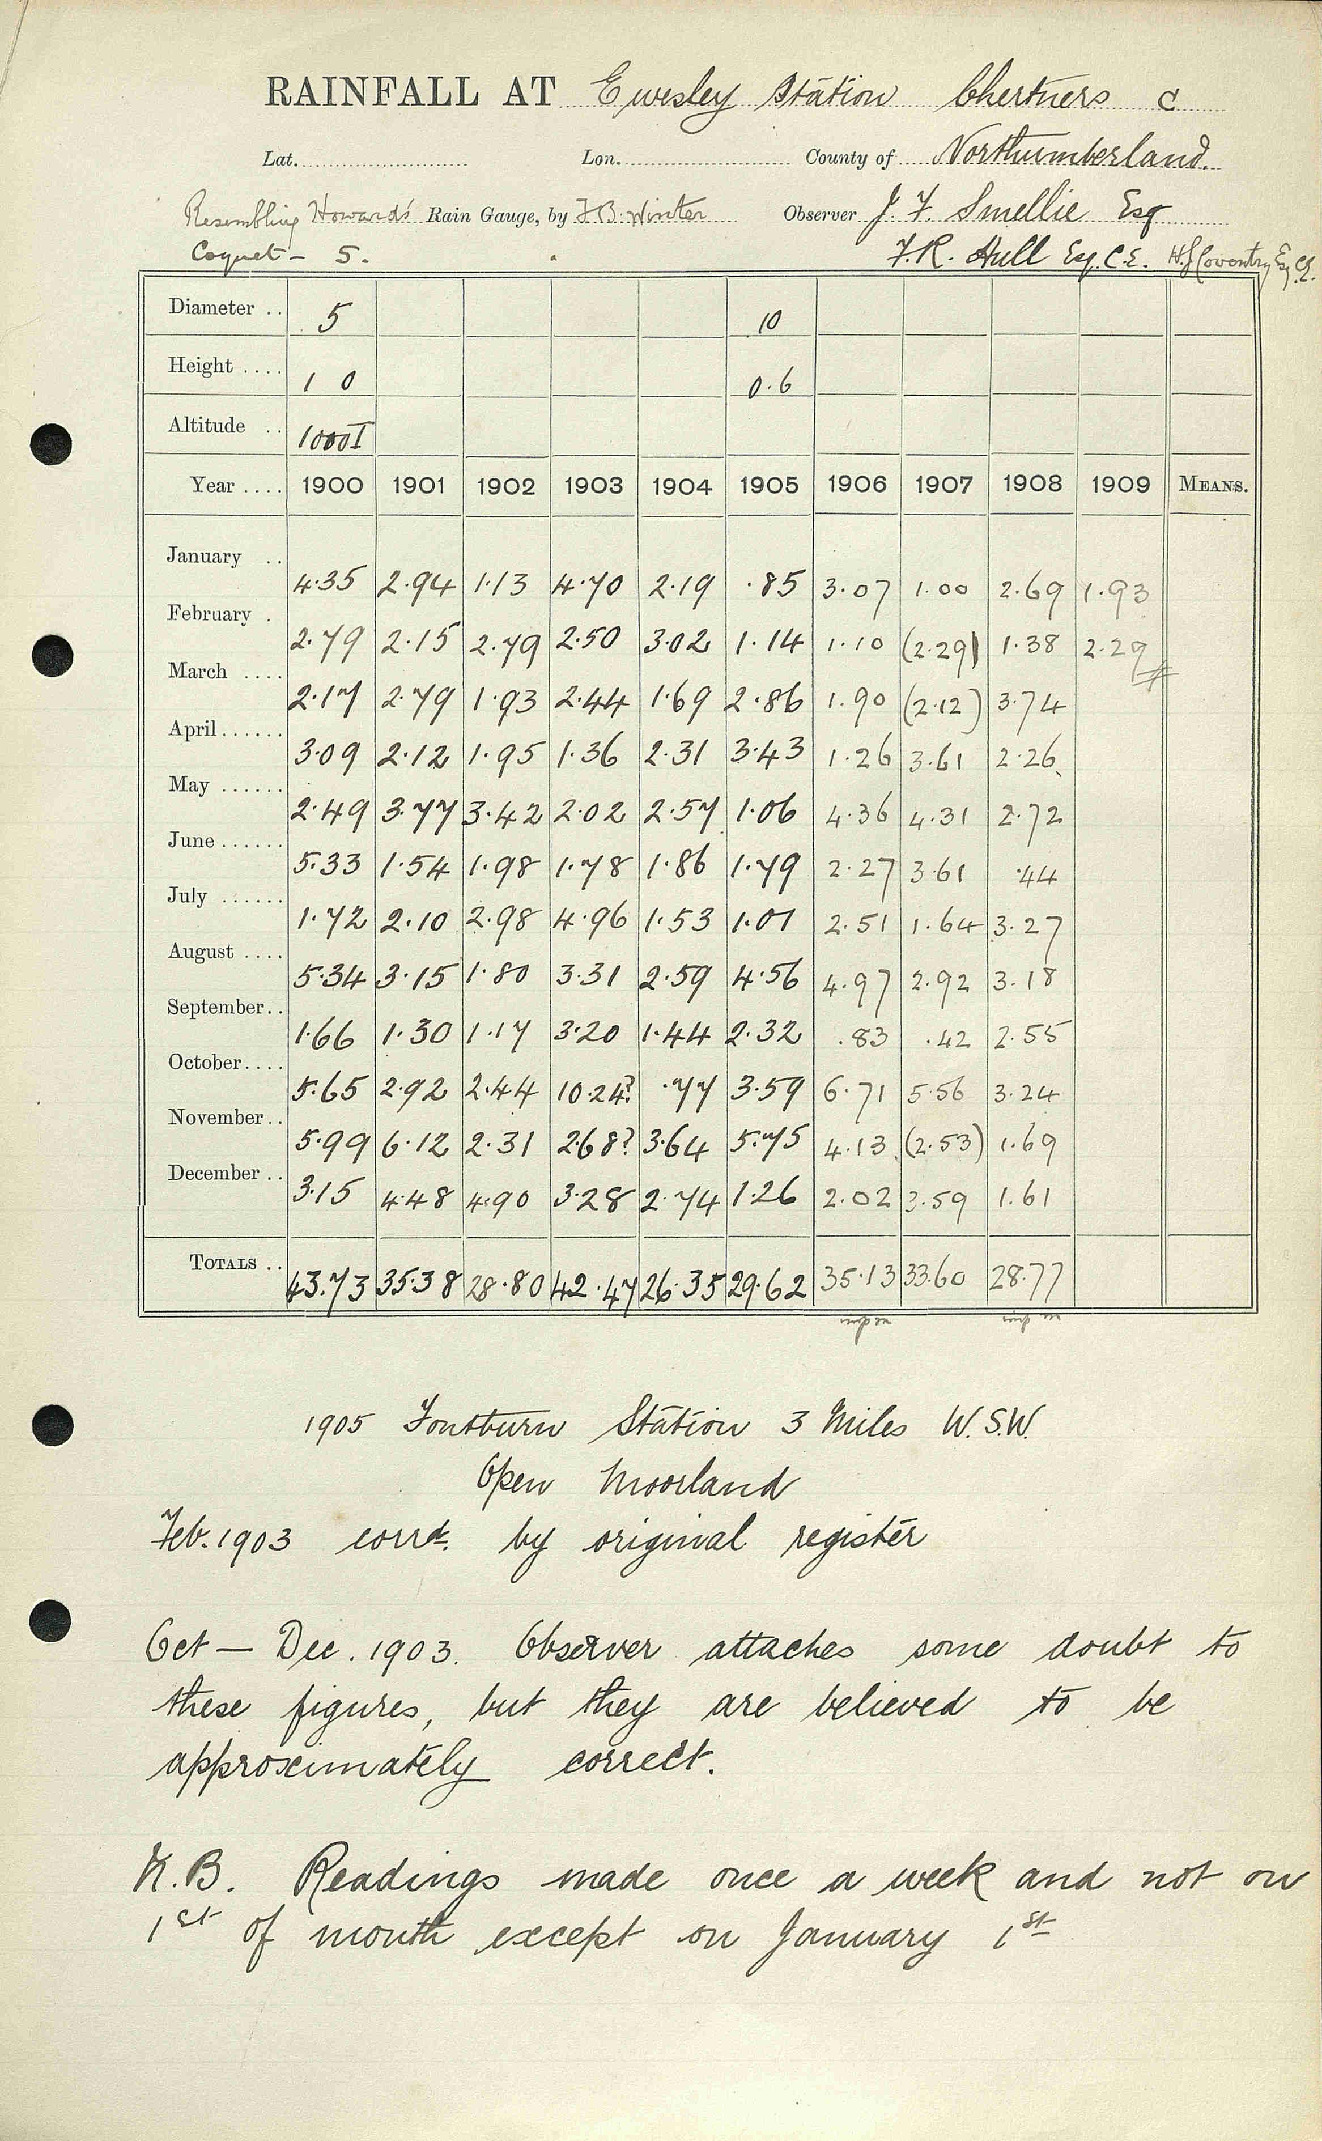 RAINFALL AT Ewesley Station Chertners C
Lat. Lon. County of Northumberland.
Resembling Howards Rain Gauge, by J.B. Winter Observer J. F. Smellie Esq
Coquet - 5. F.R. Hull Esq. C.E. H.J. Coventry Esq. C.E.
Diameter .. 5 10
Height .... 1 0 0.6
Altitude .. 1000 I
Year .... 1900 1901 1902 1903 1904 1905 1906 1907 1908 1909 MEANS.
January .. 4.35 2.94 1.13 4.70 2.19 .85 3.07 1.00 2.69 1.93
February . 2.79 2.15 2.79 2.50 3.02 1.14 1.10 (2.29) 1.38 2.29
March .... 2.17 2.79 1.93 2.44 1.69 2.86 1.90 (2.12) 3.74
April...... 3.09 2.12 1.95 1.36 2.31 3.43 1.26 3.61 2.26
May ...... 2.49 3.77 3.42 2.02 2.57 1.06 4.36 4.31 2.72
June...... 5.33 1.54 1.98 1.78 1.86 1.79 2.27 3.61 .44
July ...... 1.72 2.10 2.98 4.96 1.53 1.01 2.51 1.64 3.27
August .... 5.34 3.15 1.80 3.31 2.59 4.56 4.97 2.92 3.18
September.. 1.66 1.30 1.17 3.20 1.44 2.32 .83 .42 2.55
October.... 5.65 2.92 2.44 10.24? .77 3.59 6.71 5.56 3.24
November.. 5.99 6.12 2.31 2.68? 3.64 5.75 4.13 (2.53) 1.69
December .. 3.15 4.48 4.90 3.28 2.74 1.26 2.02 3.59 1.61
TOTALS .. 43.73 35.38 28.80 42.47 26.35 29.62 35.13 33.60 28.77
1905 Fontburn Station 3 Miles W.S.W.
Open Moorland
Feb. 1903 corrd. by original register
Oct — Dec. 1903. Observer attaches some doubt to
these figures, but they are believed to be
approximately correct.
N.B. Readings made once a week and not on
1st of month except on January 1st